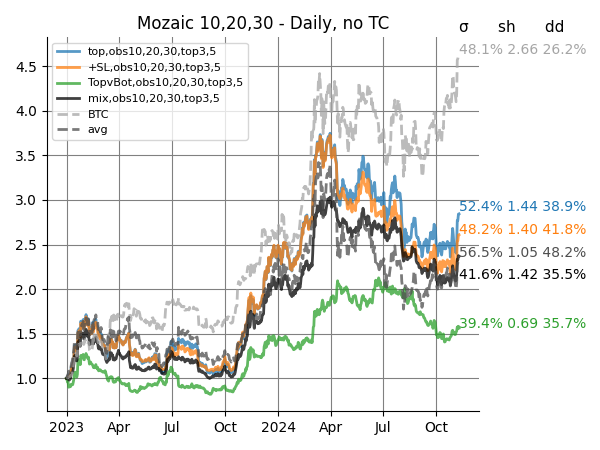 Mozaic 10,20,30 - Daily, no TC
σ sh dd
top,obs10,20,30,top3,5
+SL,obs10,20,30,top3,5
TopvBot,obs10,20,30,top3,5
mix,obs10,20,30,top3,5
BTC
avg
48.1% 2.66 26.2%
52.4% 1.44 38.9%
48.2% 1.40 41.8%
56.5% 1.05 48.2%
41.6% 1.42 35.5%
39.4% 0.69 35.7%
4.5
4.0
3.5
3.0
2.5
2.0
1.5
1.0
2023 Apr Jul Oct 2024 Apr Jul Oct